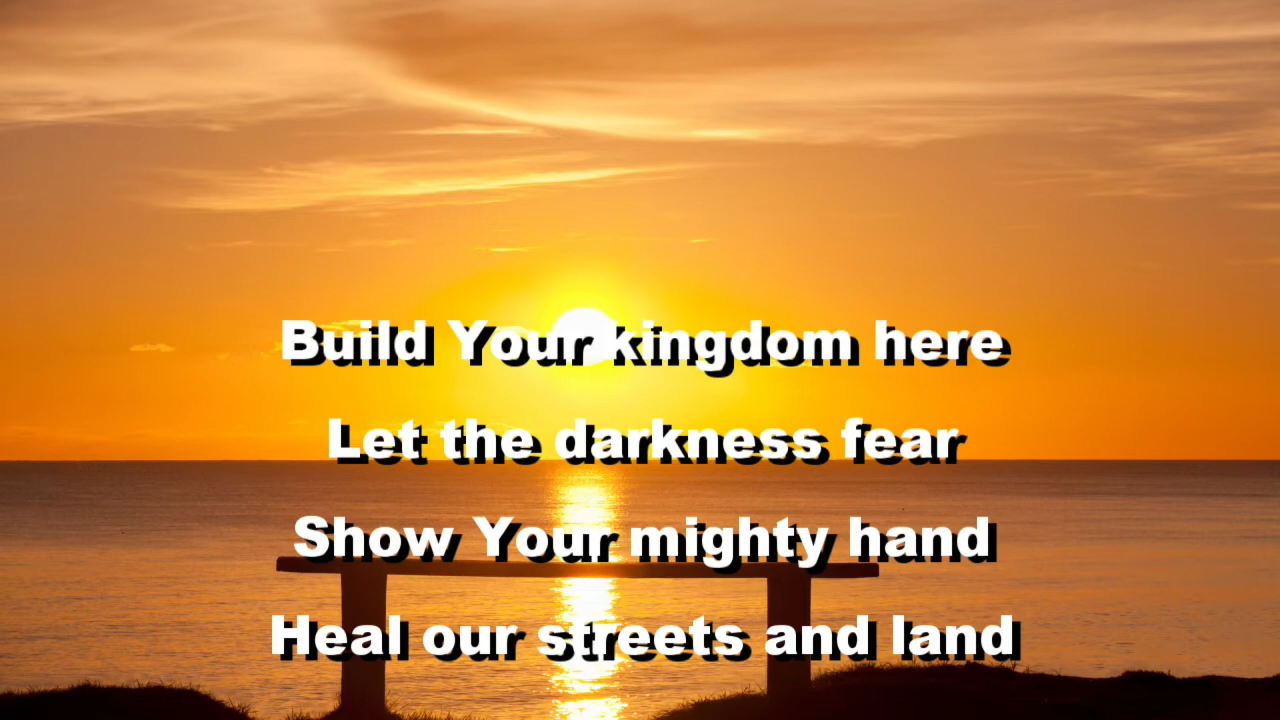 Build Your kingdom here
Let the darkness fear
Show Your mighty hand
Heal our streets and land